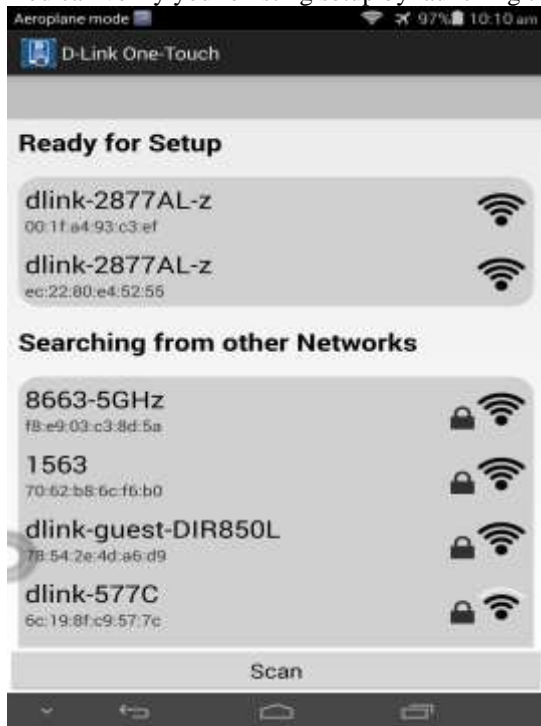 Aeroplane mode 97% 10:10 am
D-Link One-Touch
Ready for Setup
dlink-2877AL-z
00:1f:a4:93:c3:ef
dlink-2877AL-z
ec:22:80:e4:52:55
Searching from other Networks
8663-5GHz
f8:e9:03:c3:8d:5a
1563
70:62:b8:6c:f6:b0
dlink-guest-DIR850L
78:54:2e:4d:a6:d9
dlink-577C
6c:19:8f:c9:57:7c
Scan